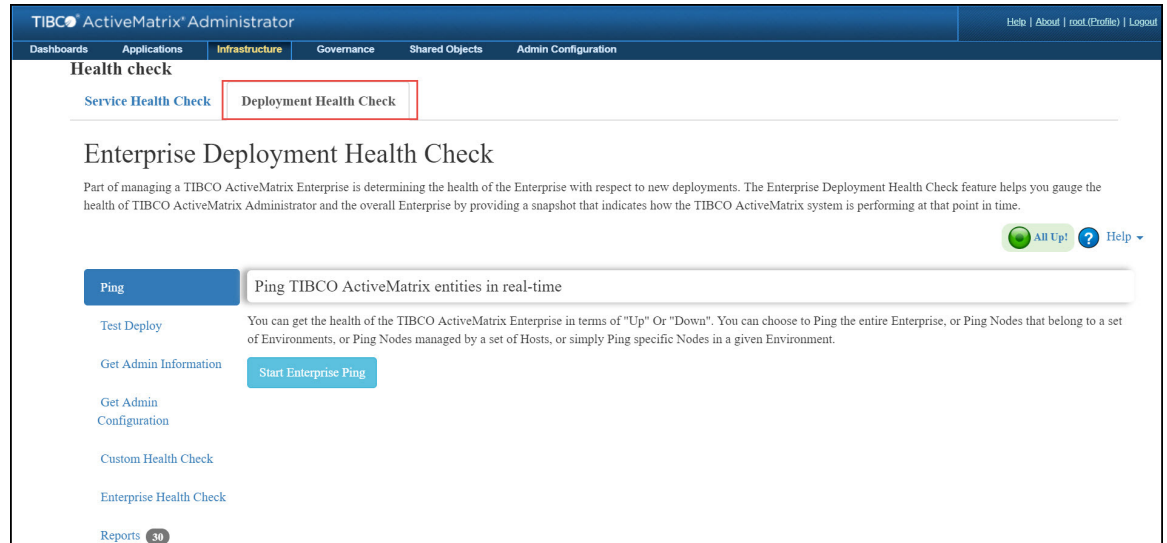 TIBCO® ActiveMatrix® Administrator
Help | About | root (Profile) | Logout
Dashboards Applications Infrastructure Governance Shared Objects Admin Configuration
Health check
Service Health Check Deployment Health Check
Enterprise Deployment Health Check
Part of managing a TIBCO ActiveMatrix Enterprise is determining the health of the Enterprise with respect to new deployments. The Enterprise Deployment Health Check feature helps you gauge the
health of TIBCO ActiveMatrix Administrator and the overall Enterprise by providing a snapshot that indicates how the TIBCO ActiveMatrix system is performing at that point in time.
All Up! ? Help
Ping
Ping TIBCO ActiveMatrix entities in real-time
Test Deploy
You can get the health of the TIBCO ActiveMatrix Enterprise in terms of "Up" Or "Down". You can choose to Ping the entire Enterprise, or Ping Nodes that belong to a set
of Environments, or Ping Nodes managed by a set of Hosts, or simply Ping specific Nodes in a given Environment.
Get Admin Information
Start Enterprise Ping
Get Admin
Configuration
Custom Health Check
Enterprise Health Check
Reports 30